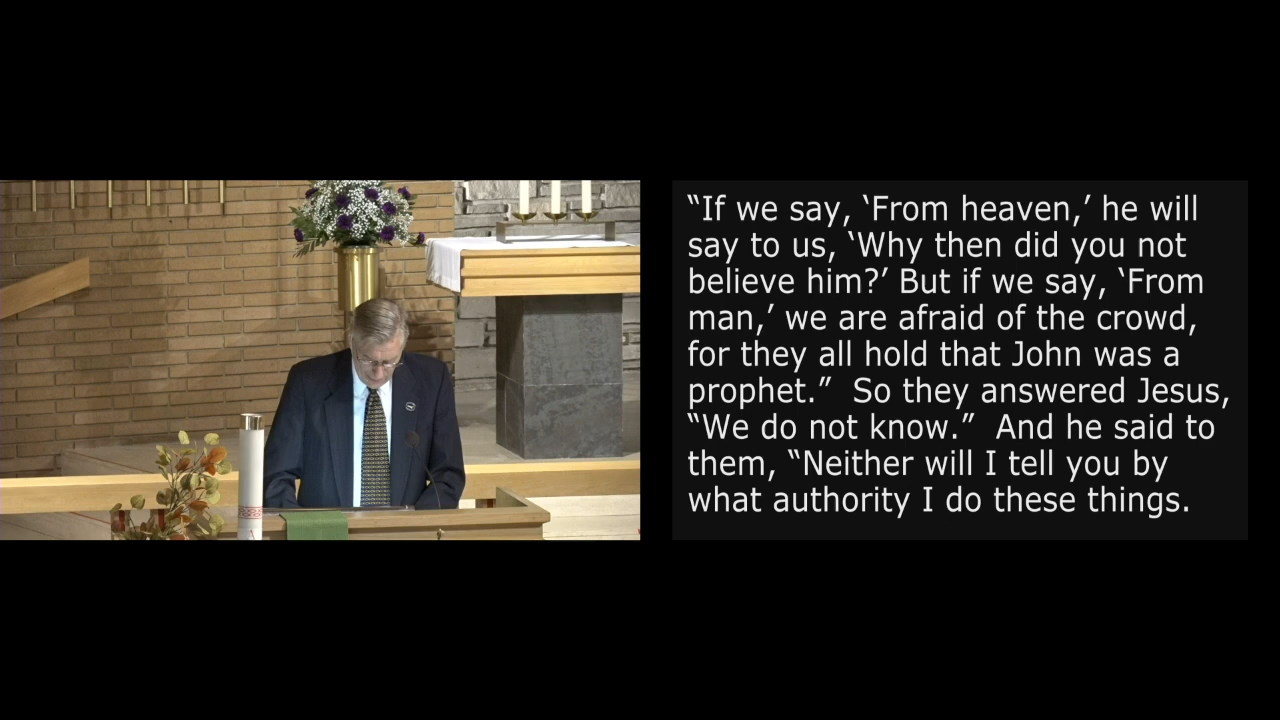 “If we say, ‘From heaven,’ he will
say to us, ‘Why then did you not
believe him?’ But if we say, ‘From
man,’ we are afraid of the crowd,
for they all hold that John was a
prophet.”  So they answered Jesus,
“We do not know.”  And he said to
them, “Neither will I tell you by
what authority I do these things.